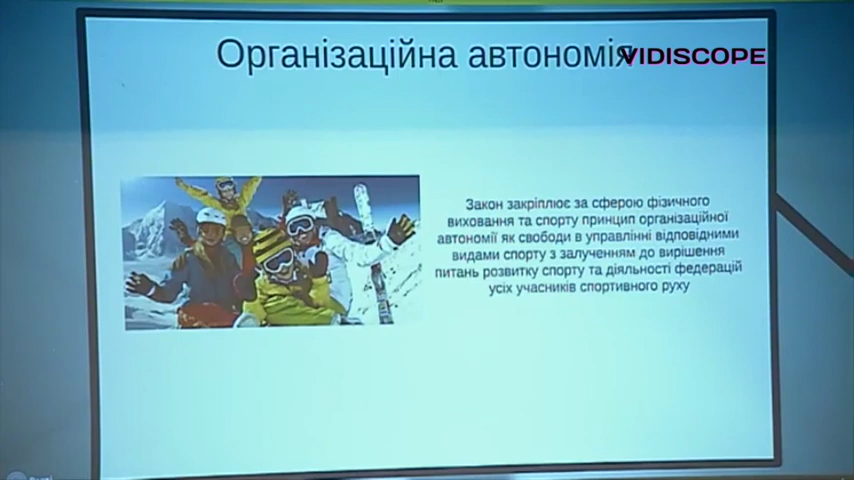 Організаційна автономія
VIDISCOPE
Закон закріплює за сферою фізичного
виховання та спорту принцип організаційної
автономії як свободи в управлінні відповідними
видами спорту з залученням до вирішення
питань розвитку спорту та діяльності федерацій
усіх учасників спортивного руху